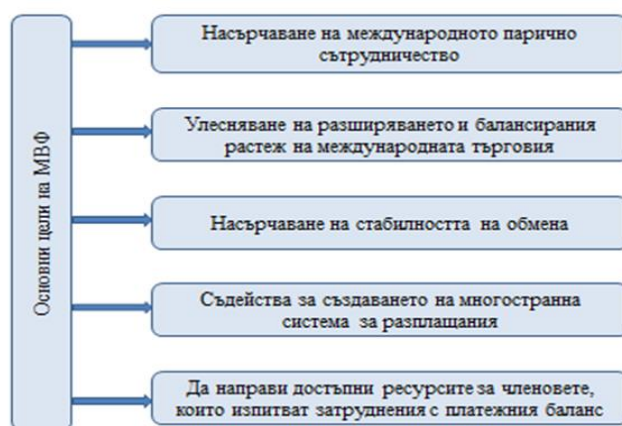 Основни цели на МВФ
Насърчаване на международното парично
сътрудничество
Улесняване на разширяването и балансирания
растеж на международната търговия
Насърчаване на стабилността на обмена
Съдейства за създаването на многостранна
система за разплащания
Да направи достъпни ресурсите за членовете,
които изпитват затруднения с платежния баланс